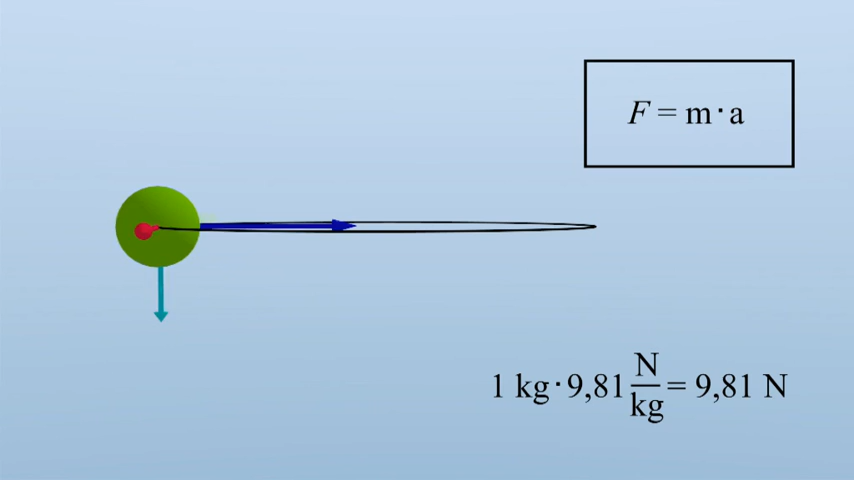 F = m·a
1 kg·9,81 N/kg = 9,81 N